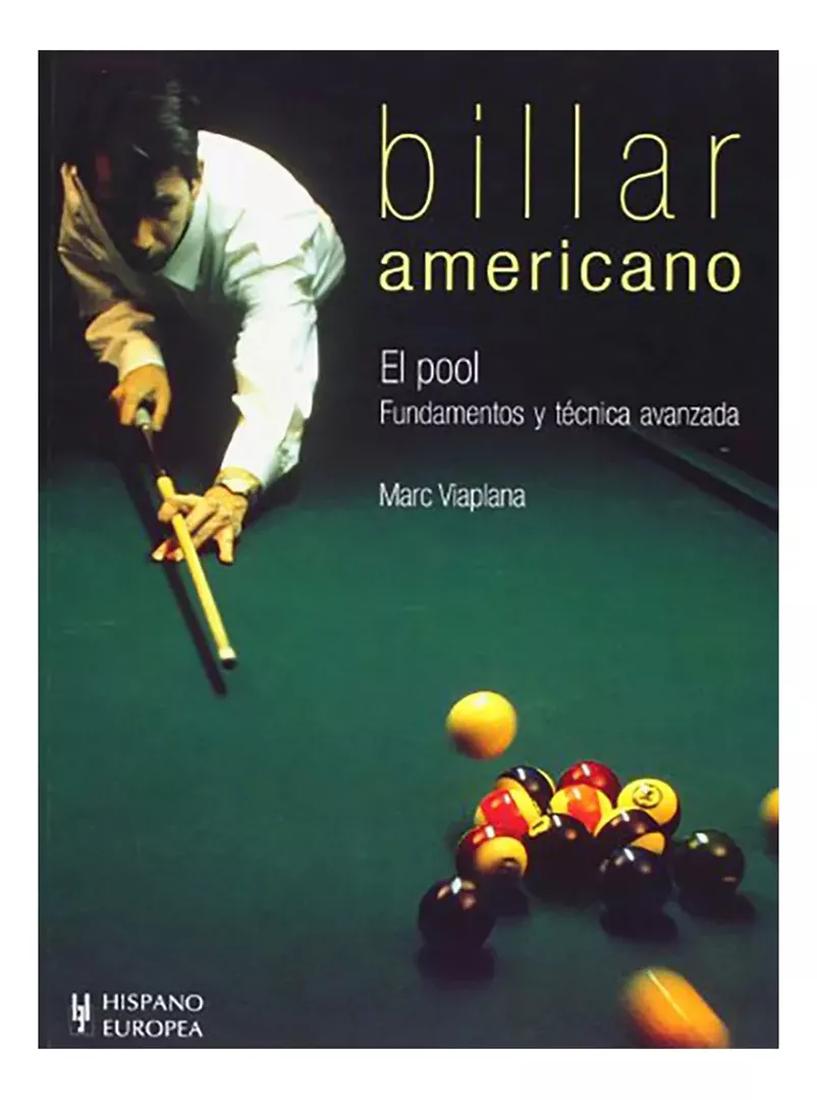 billar
americano
El pool
Fundamentos y técnica avanzada
Marc Viaplana
HISPANO
EUROPEA